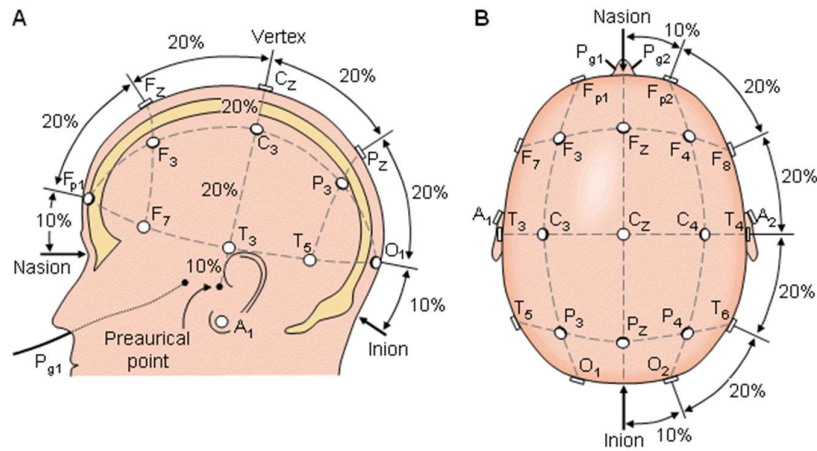 A
Vertex
20%
20%
Fz
Cz
20%
20%
C3
Pz
F3
P3
20%
Fp1
20%
10%
F7
T3
T5
O1
Nasion
10%
10%
A1
Preaurical
point
Inion
Pg1
B
Nasion
10%
Pg1
Pg2
Fp1
Fp2
F7
F3
Fz
F4
F8
20%
A1
T3
C3
Cz
C4
T4
A2
20%
T5
P3
Pz
P4
T6
O1
O2
20%
10%
Inion